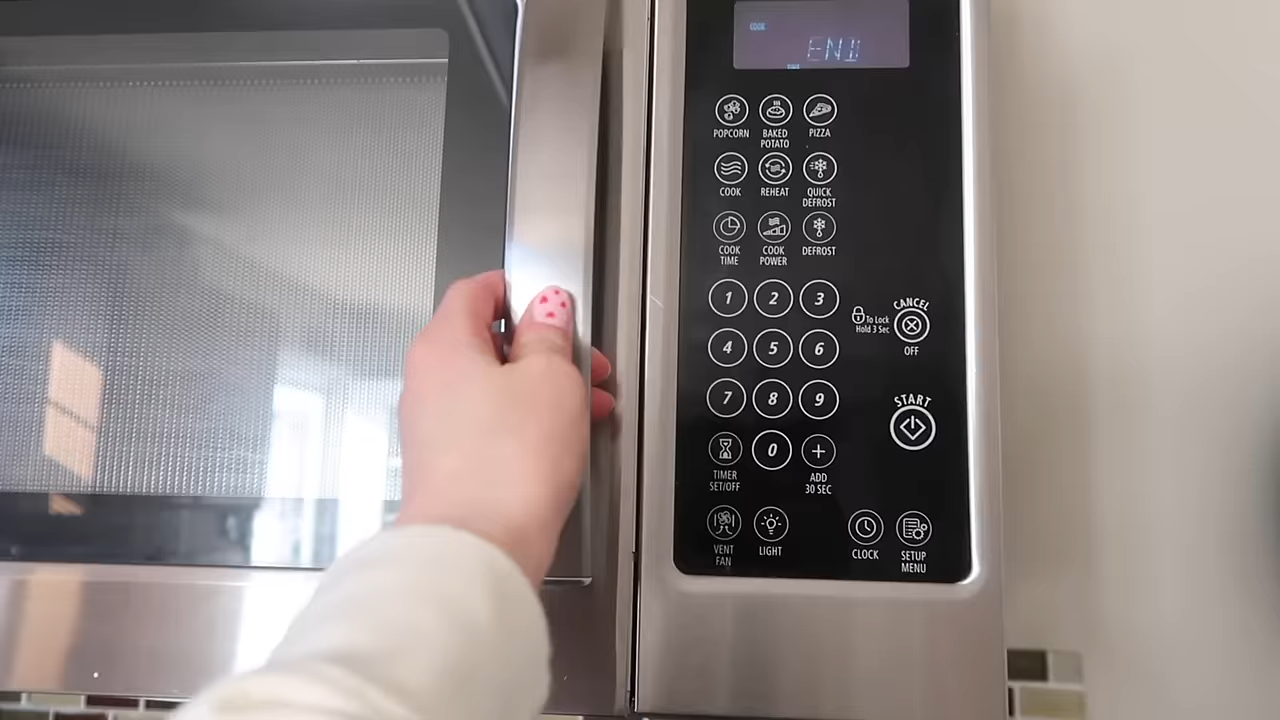 COOK
END
POPCORN
BAKED
POTATO
PIZZA
COOK
REHEAT
QUICK
DEFROST
COOK
TIME
COOK
POWER
DEFROST
1
2
3
4
5
6
7
8
9
0
TIMER
SET/OFF
ADD
30 SEC
To Lock
Hold 3 Sec
CANCEL
OFF
START
VENT
FAN
LIGHT
CLOCK
SETUP
MENU